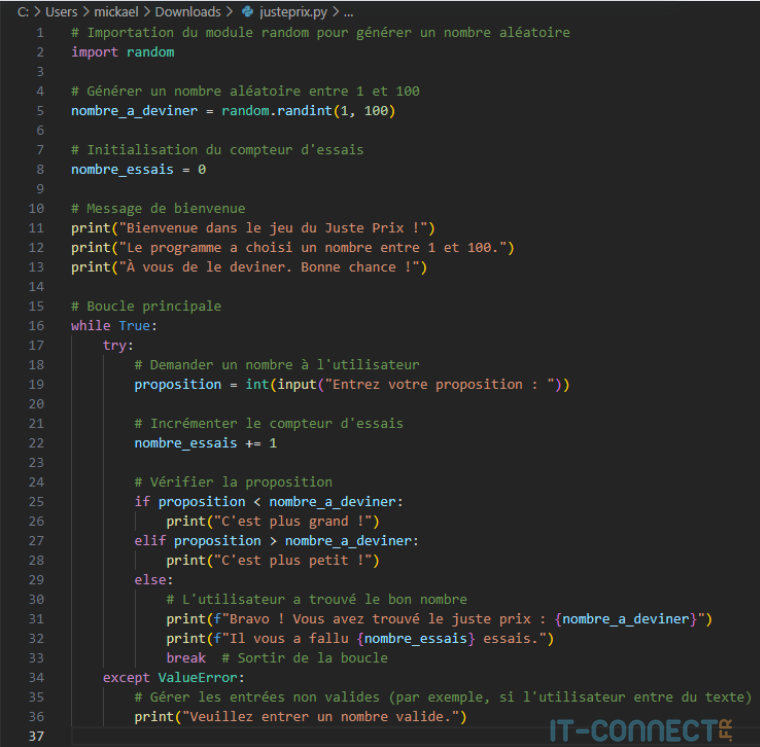 C: > Users > mickael > Downloads > justeprix.py > ...
1 # Importation du module random pour générer un nombre aléatoire
2 import random
3
4 # Générer un nombre aléatoire entre 1 et 100
5 nombre_a_deviner = random.randint(1, 100)
6
7 # Initialisation du compteur d'essais
8 nombre_essais = 0
9
10 # Message de bienvenue
11 print("Bienvenue dans le jeu du Juste Prix !")
12 print("Le programme a choisi un nombre entre 1 et 100.")
13 print("À vous de le deviner. Bonne chance !")
14
15 # Boucle principale
16 while True:
17     try:
18         # Demander un nombre à l'utilisateur
19         proposition = int(input("Entrez votre proposition : "))
20
21         # Incrémenter le compteur d'essais
22         nombre_essais += 1
23
24         # Vérifier la proposition
25         if proposition < nombre_a_deviner:
26             print("C'est plus grand !")
27         elif proposition > nombre_a_deviner:
28             print("C'est plus petit !")
29         else:
30             # L'utilisateur a trouvé le bon nombre
31             print(f"Bravo ! Vous avez trouvé le juste prix : {nombre_a_deviner}")
32             print(f"Il vous a fallu {nombre_essais} essais.")
33             break  # Sortir de la boucle
34     except ValueError:
35         # Gérer les entrées non valides (par exemple, si l'utilisateur entre du texte)
36         print("Veuillez entrer un nombre valide.")
37
IT-CONNECT.FR